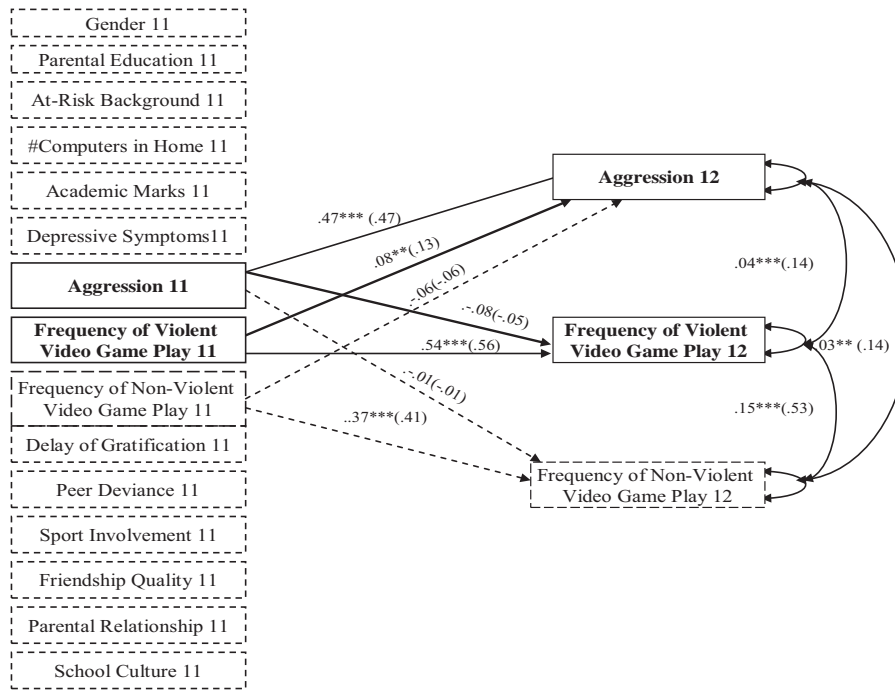 Gender 11
Parental Education 11
At-Risk Background 11
#Computers in Home 11
Academic Marks 11
Depressive Symptoms11
Aggression 11
Frequency of Violent
Video Game Play 11
Frequency of Non-Violent
Video Game Play 11
Delay of Gratification 11
Peer Deviance 11
Sport Involvement 11
Friendship Quality 11
Parental Relationship 11
School Culture 11
.47*** (.47)
.08**(.13)
-.06(-.06)
.-.08(-.05)
.54***(.56)
.-.01(-.01)
..37***(.41)
Aggression 12
Frequency of Violent
Video Game Play 12
Frequency of Non-Violent
Video Game Play 12
.04***(.14)
.03** (.14)
.15***(.53)